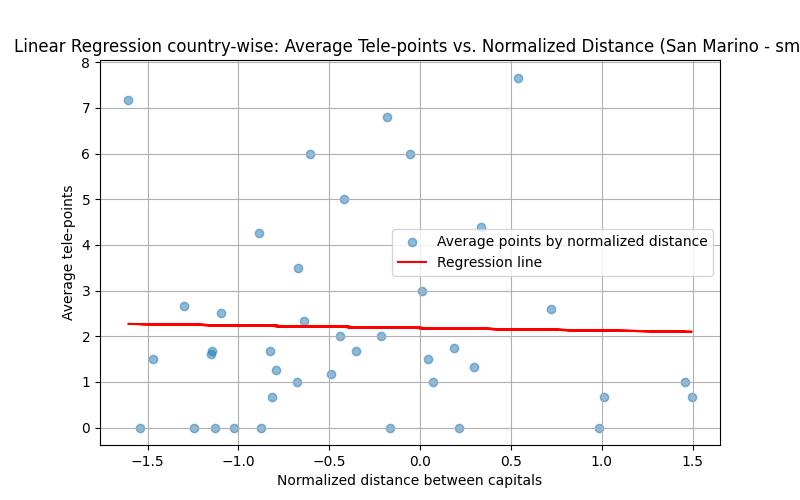 Linear Regression country-wise: Average Tele-points vs. Normalized Distance (San Marino - sm
8
7
6
5
4
3
2
1
0
Average tele-points
Average points by normalized distance
Regression line
−1.5 −1.0 −0.5 0.0 0.5 1.0 1.5
Normalized distance between capitals